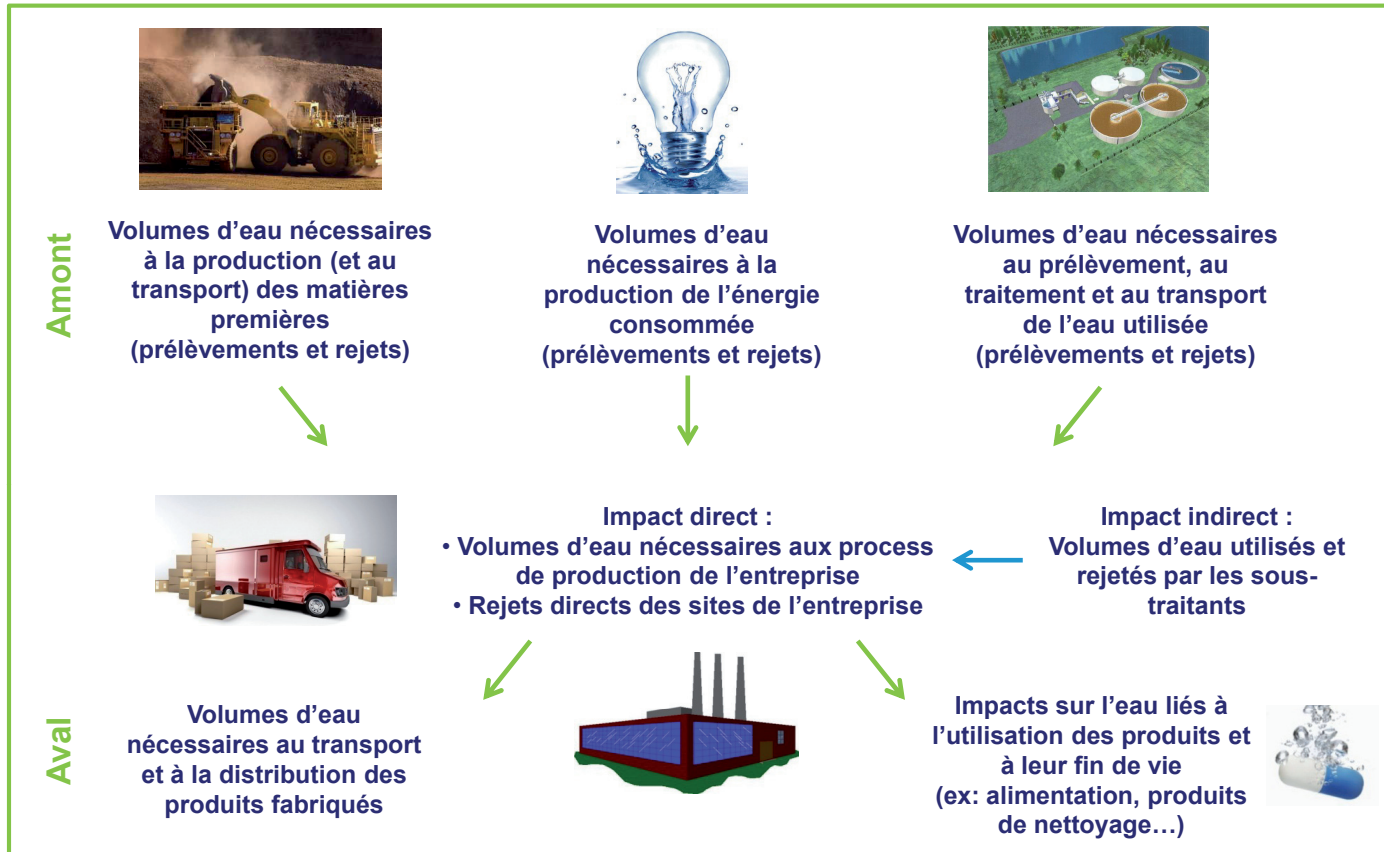 Amont
Volumes d’eau nécessaires
à la production (et au
transport) des matières
premières
(prélèvements et rejets)
Volumes d’eau
nécessaires à la
production de l’énergie
consommée
(prélèvements et rejets)
Volumes d’eau nécessaires
au prélèvement, au
traitement et au transport
de l’eau utilisée
(prélèvements et rejets)
Impact direct :
• Volumes d’eau nécessaires aux process
de production de l’entreprise
• Rejets directs des sites de l’entreprise
Impact indirect :
Volumes d’eau utilisés et
rejetés par les sous-
traitants
Aval
Volumes d’eau
nécessaires au transport
et à la distribution des
produits fabriqués
Impacts sur l’eau liés à
l’utilisation des produits et
à leur fin de vie
(ex: alimentation, produits
de nettoyage…)